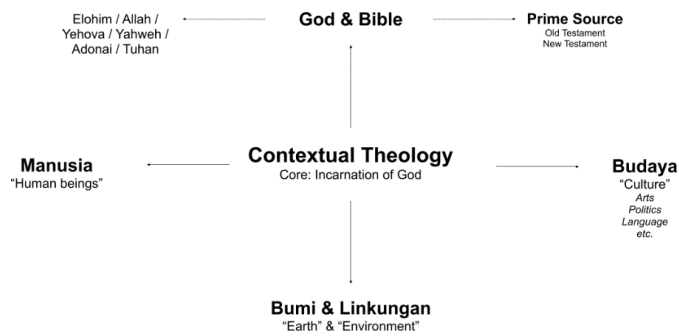 Elohim / Allah /
Yehova / Yahweh /
Adonai / Tuhan
God & Bible
Prime Source
Old Testament
New Testament
Manusia
“Human beings”
Contextual Theology
Core: Incarnation of God
Budaya
“Culture”
Arts
Politics
Language
etc.
Bumi & Linkungan
“Earth” & “Environment”